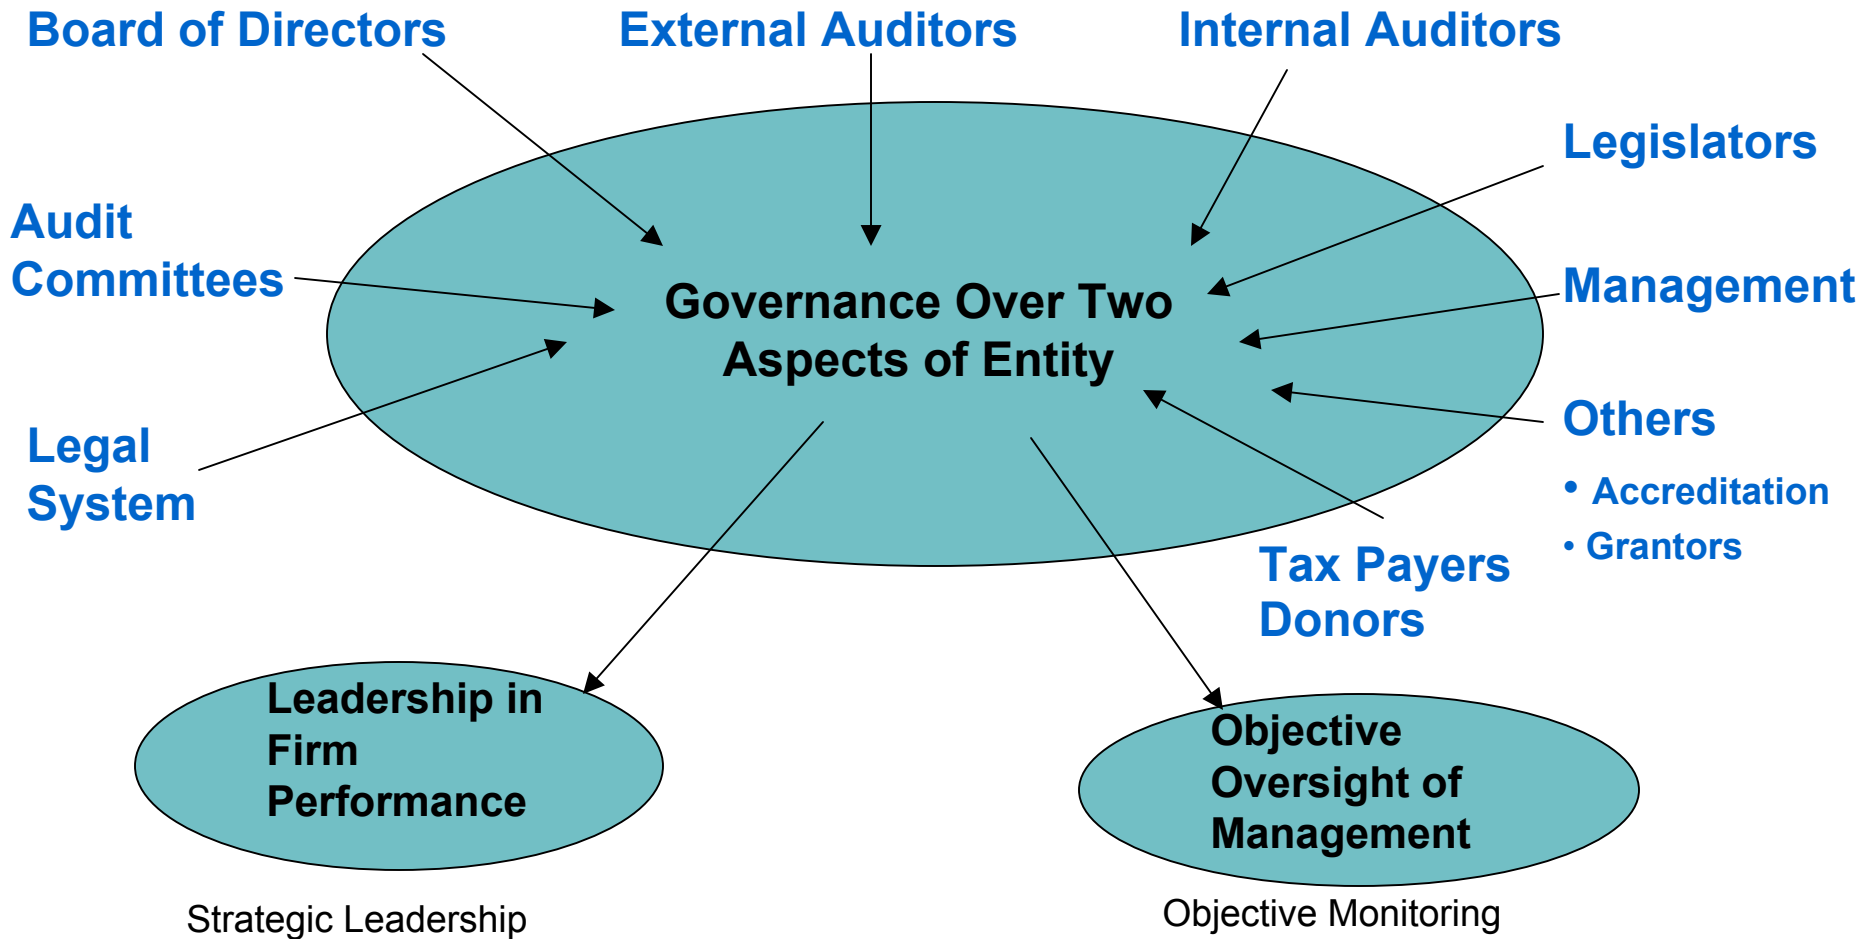 Board of Directors
External Auditors
Internal Auditors
Legislators
Audit
Committees
Management
Governance Over Two
Aspects of Entity
Others
• Accreditation
• Grantors
Legal
System
Tax Payers
Donors
Leadership in
Firm
Performance
Objective
Oversight of
Management
Strategic Leadership
Objective Monitoring